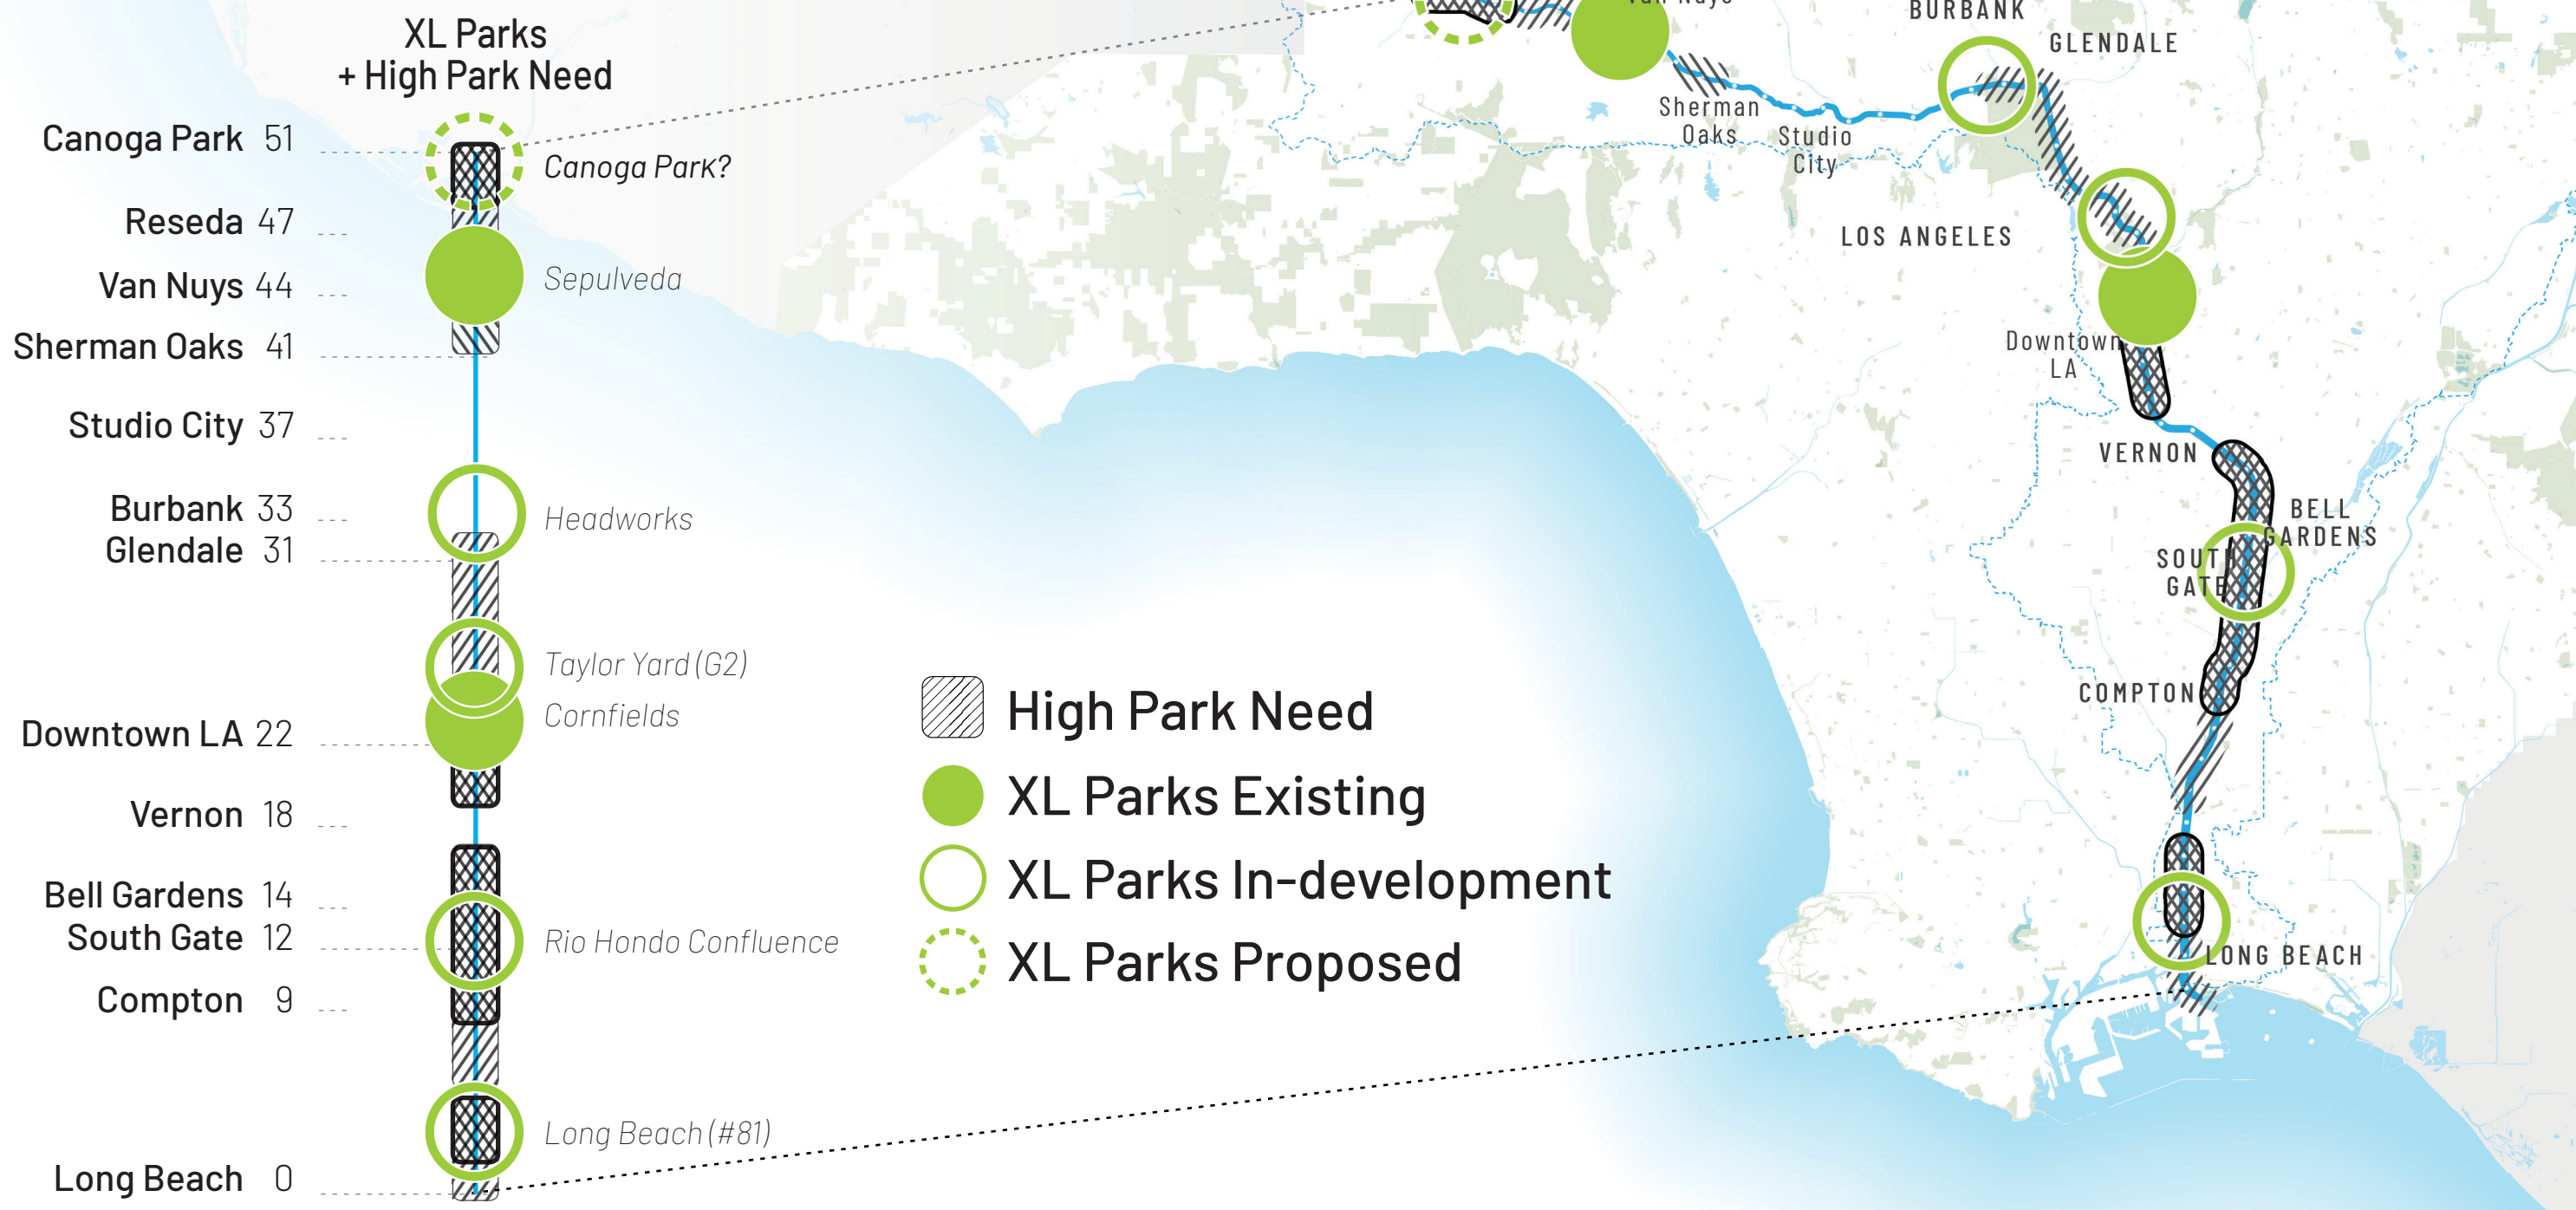 XL Parks
+ High Park Need
Canoga Park 51
Canoga Park?
Reseda 47
Van Nuys 44
Sepulveda
Sherman Oaks 41
Studio City 37
Burbank 33
Headworks
Glendale 31
Taylor Yard (G2)
Cornfields
Downtown LA 22
Vernon 18
Bell Gardens 14
South Gate 12
Rio Hondo Confluence
Compton 9
Long Beach (#81)
Long Beach 0
High Park Need
XL Parks Existing
XL Parks In-development
XL Parks Proposed
Van Nuys
BURBANK
GLENDALE
Sherman
Oaks
Studio
City
LOS ANGELES
Downtown
LA
VERNON
BELL
GARDENS
SOUTH
GATE
COMPTON
LONG BEACH